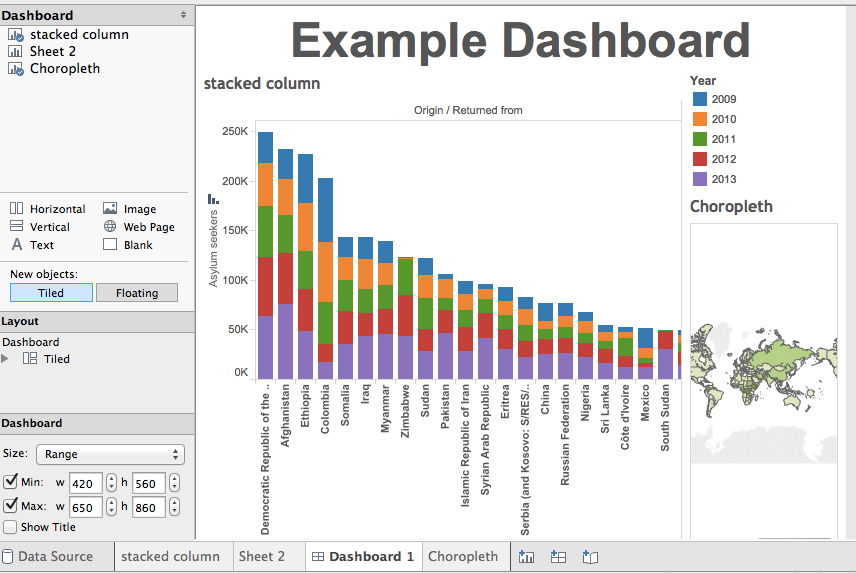 Dashboard
stacked column
Sheet 2
Choropleth
Horizontal
Image
Vertical
Web Page
Text
Blank
New objects:
Tiled
Floating
Layout
Dashboard
Tiled
Dashboard
Size:
Range
Min: w 420 h 560
Max: w 650 h 860
Show Title
Example Dashboard
stacked column
Origin / Returned from
Asylum seekers
250K
200K
150K
100K
50K
0K
Democratic Republic of the ..
Afghanistan
Ethiopia
Colombia
Somalia
Iraq
Myanmar
Zimbabwe
Sudan
Pakistan
Islamic Republic of Iran
Syrian Arab Republic
Eritrea
Serbia (and Kosovo: S/RES/..
China
Russian Federation
Nigeria
Sri Lanka
Côte d'Ivoire
Mexico
South Sudan
Year
2009
2010
2011
2012
2013
Choropleth
Data Source
stacked column
Sheet 2
Dashboard 1
Choropleth